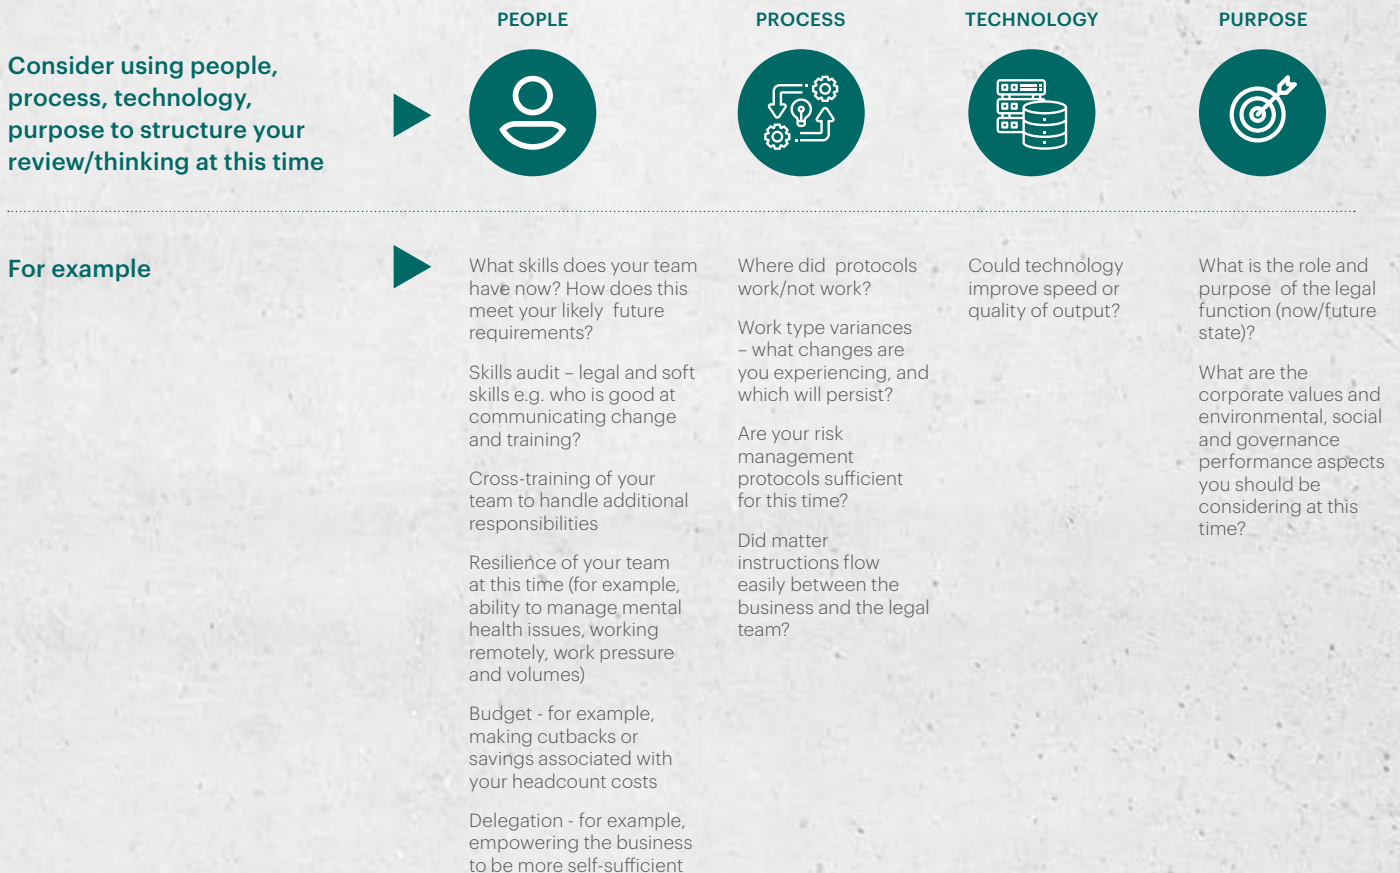 PEOPLE
PROCESS
TECHNOLOGY
PURPOSE
Consider using people,
process, technology,
purpose to structure your
review/thinking at this time
For example
What skills does your team
have now? How does this
meet your likely future
requirements?
Skills audit – legal and soft
skills e.g. who is good at
communicating change
and training?
Cross-training of your
team to handle additional
responsibilities
Resilience of your team
at this time (for example,
ability to manage mental
health issues, working
remotely, work pressure
and volumes)
Budget - for example,
making cutbacks or
savings associated with
your headcount costs
Delegation - for example,
empowering the business
to be more self-sufficient
Where did protocols
work/not work?
Work type variances
– what changes are
you experiencing, and
which will persist?
Are your risk
management
protocols sufficient
for this time?
Did matter
instructions flow
easily between the
business and the legal
team?
Could technology
improve speed or
quality of output?
What is the role and
purpose of the legal
function (now/future
state)?
What are the
corporate values and
environmental, social
and governance
performance aspects
you should be
considering at this
time?